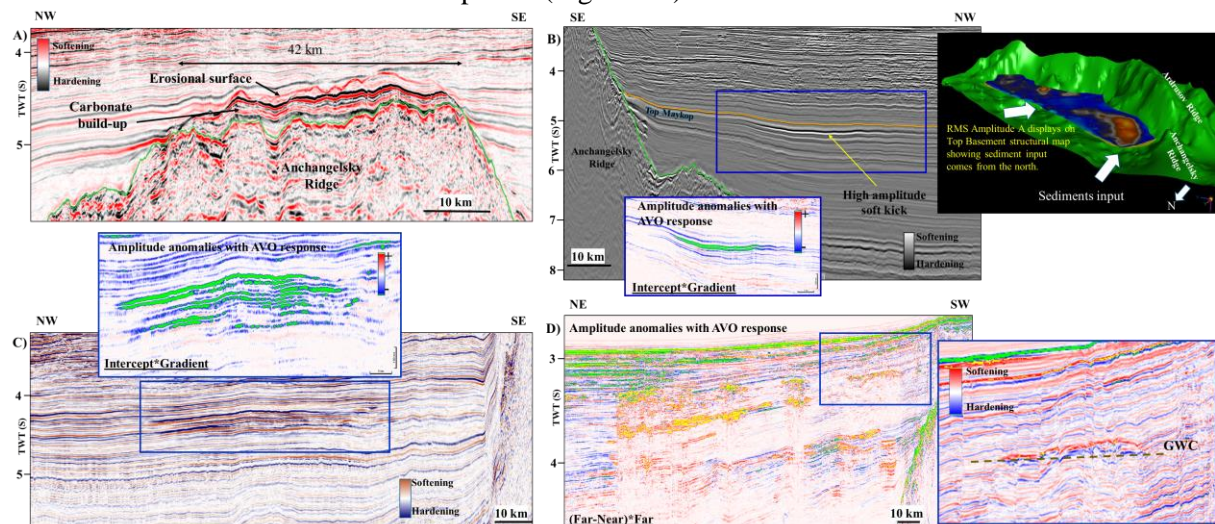 NW
SE
A)
Softening
Hardening
42 km
Erosional surface
Carbonate
build-up
Anchangelsky
Ridge
10 km
TWT (S)
4
5
SE
NW
B)
4
5
6
7
8
TWT (S)
Top Maykop
Anchangelsky
Ridge
High amplitude
soft kick
Amplitude anomalies with
AVO response
+
-
Intercept*Gradient
10 km
Softening
Hardening
RMS Amplitude A displays on
Top Basement structural map
showing sediment input
comes from the north.
Sediments input
N
Anchangelsky Ridge
Amplitude anomalies with AVO response
+
-
Intercept*Gradient
NW
SE
C)
4
5
TWT (S)
Softening
Hardening
10 km
NE
SW
D)
Amplitude anomalies with AVO response
3
4
TWT (S)
(Far-Near)*Far
10 km
Softening
Hardening
GWC